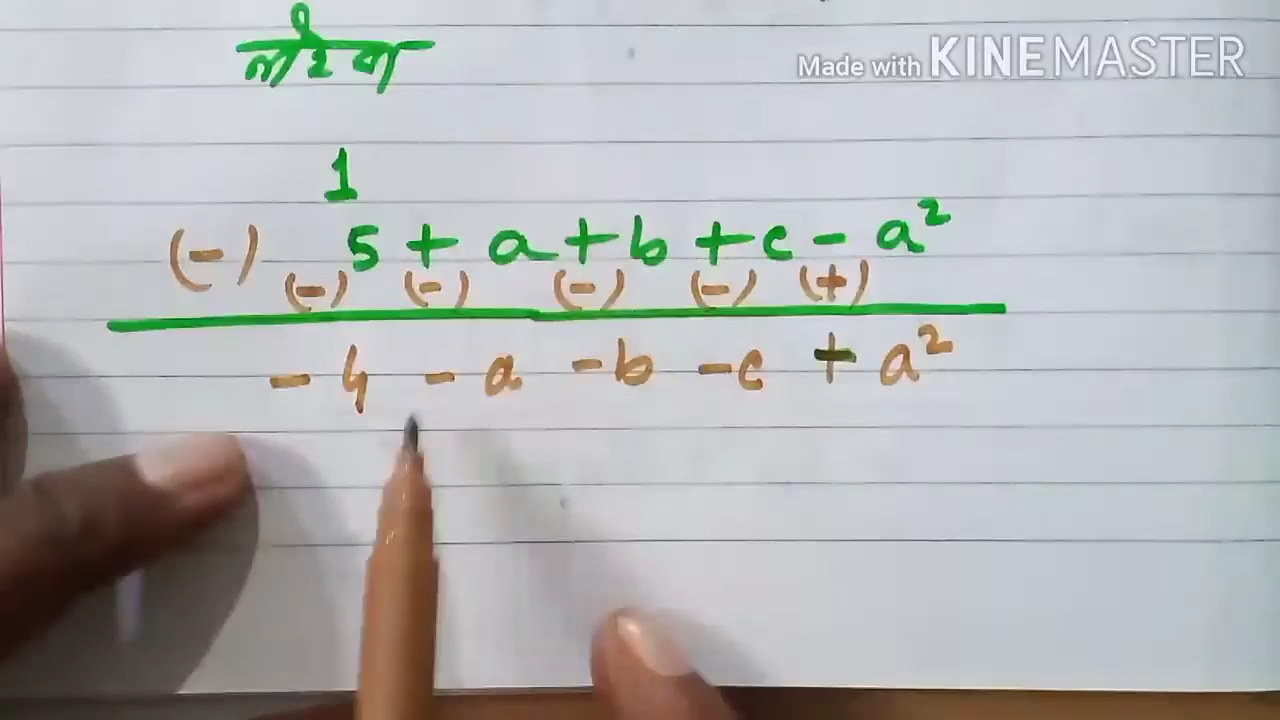 Made with KINEMASTER
1
(-) 5 + a + b + c - a²
(-) (-) (-) (-) (+)
- 4 - a - b - c + a²